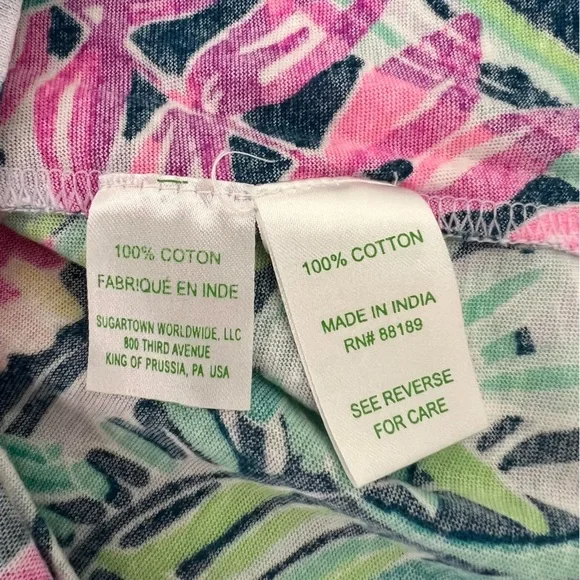 100% COTON
FABRIQUÉ EN INDE
SUGARTOWN WORLDWIDE, LLC
800 THIRD AVENUE
KING OF PRUSSIA, PA USA
100% COTTON
MADE IN INDIA
RN# 88189
SEE REVERSE
FOR CARE